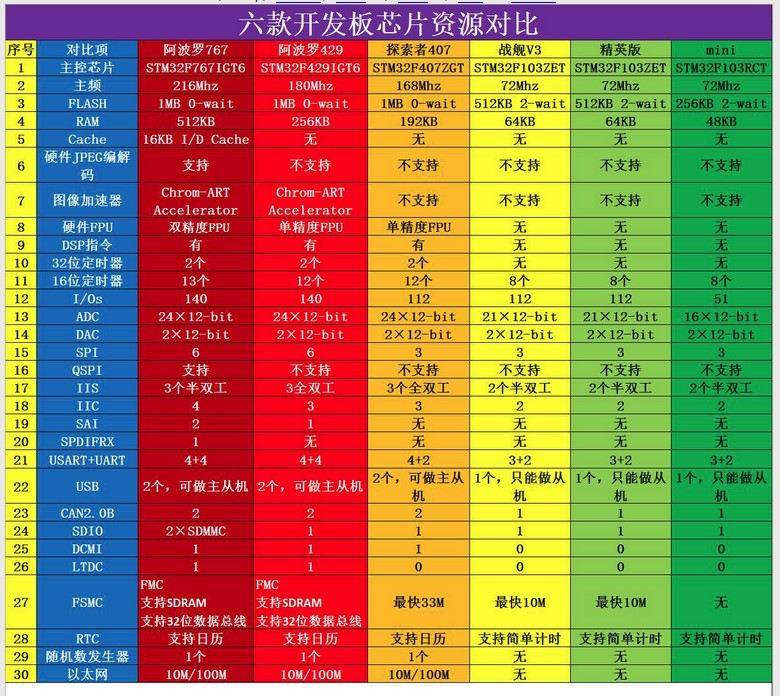 六款开发板芯片资源对比
序号 对比项 阿波罗767 阿波罗429 探索者407 战舰V3 精英版 mini
1 主控芯片 STM32F767IGT6 STM32F429IGT6 STM32F407ZGT STM32F103ZET STM32F103ZET STM32F103RCT
2 主频 216Mhz 180Mhz 168Mhz 72Mhz 72Mhz 72Mhz
3 FLASH 1MB 0-wait 1MB 0-wait 1MB 0-wait 512KB 2-wait 512KB 2-wait 256KB 2-wait
4 RAM 512KB 256KB 192KB 64KB 64KB 48KB
5 Cache 16KB I/D Cache 无 无 无 无 无
6 硬件JPEG编解码 支持 不支持 不支持 不支持 不支持 不支持
7 图像加速器 Chrom-ART Accelerator Chrom-ART Accelerator 不支持 不支持 不支持 不支持
8 硬件FPU 双精度FPU 单精度FPU 单精度FPU 无 无 无
9 DSP指令 有 有 有 无 无 无
10 32位定时器 2个 2个 2个 无 无 无
11 16位定时器 13个 12个 12个 8个 8个 8个
12 I/Os 140 140 112 112 112 51
13 ADC 24×12-bit 24×12-bit 24×12-bit 21×12-bit 21×12-bit 16×12-bit
14 DAC 2×12-bit 2×12-bit 2×12-bit 2×12-bit 2×12-bit 2×12-bit
15 SPI 6 6 3 3 3 3
16 QSPI 支持 不支持 不支持 不支持 不支持 不支持
17 IIS 3个半双工 3全双工 3个全双工 2个半双工 2个半双工 2个半双工
18 IIC 4 3 3 2 2 2
19 SAI 2 1 无 无 无 无
20 SPDIFRX 1 无 无 无 无 无
21 USART+UART 4+4 4+4 4+2 3+2 3+2 3+2
22 USB 2个，可做主从机 2个，可做主从机 2个，可做主从机 1个，只能做从机 1个，只能做从机 1个，只能做从机
23 CAN2.0B 2 2 2 1 1 1
24 SDIO 2×SDMMC 1 1 1 1 1
25 DCMI 1 1 1 0 0 0
26 LTDC 1 1 0 0 0 0
27 FSMC FMC 支持SDRAM 支持32位数据总线 FMC 支持SDRAM 支持32位数据总线 最快33M 最快10M 最快10M 无
28 RTC 支持日历 支持日历 支持日历 支持简单计时 支持简单计时 支持简单计时
29 随机数发生器 1个 1个 1个 无 无 无
30 以太网 10M/100M 10M/100M 10M/100M 无 无 无